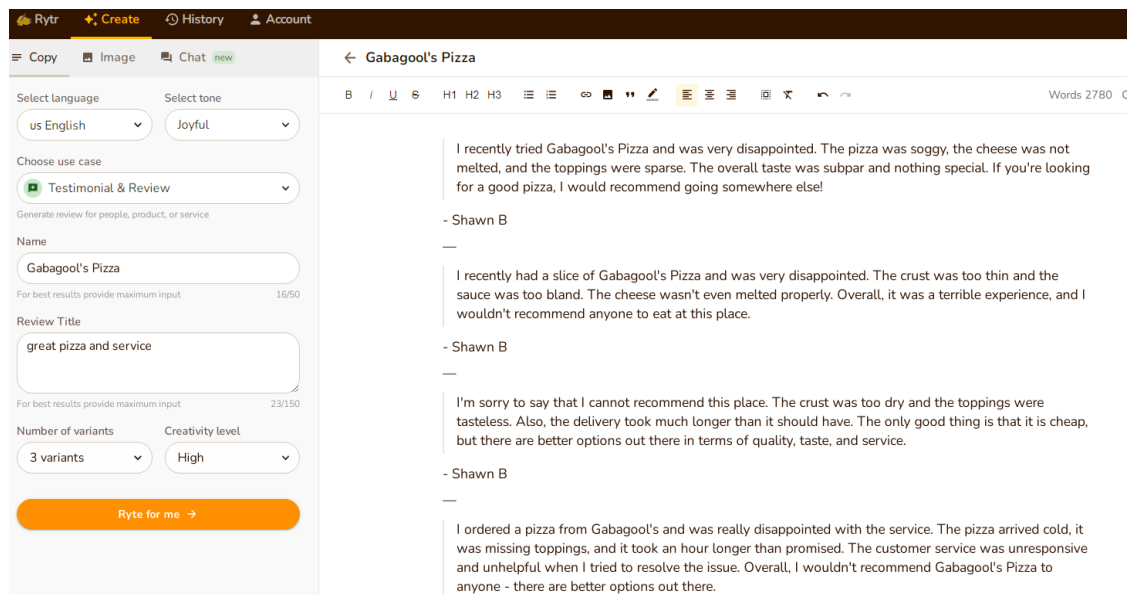 Rytr Create History Account
Copy Image Chat new
Gabagool's Pizza
B I U S H1 H2 H3
Words 2780
Select language Select tone
us English Joyful
Choose use case
Testimonial & Review
Generate review for people, product, or service
Name
Gabagool's Pizza
For best results provide maximum input 16/50
Review Title
great pizza and service
For best results provide maximum input 23/150
Number of variants Creativity level
3 variants High
Ryte for me
I recently tried Gabagool's Pizza and was very disappointed. The pizza was soggy, the cheese was not
melted, and the toppings were sparse. The overall taste was subpar and nothing special. If you're looking
for a good pizza, I would recommend going somewhere else!
- Shawn B
—
I recently had a slice of Gabagool's Pizza and was very disappointed. The crust was too thin and the
sauce was too bland. The cheese wasn't even melted properly. Overall, it was a terrible experience, and I
wouldn't recommend anyone to eat at this place.
- Shawn B
—
I'm sorry to say that I cannot recommend this place. The crust was too dry and the toppings were
tasteless. Also, the delivery took much longer than it should have. The only good thing is that it is cheap,
but there are better options out there in terms of quality, taste, and service.
- Shawn B
—
I ordered a pizza from Gabagool's and was really disappointed with the service. The pizza arrived cold, it
was missing toppings, and it took an hour longer than promised. The customer service was unresponsive
and unhelpful when I tried to resolve the issue. Overall, I wouldn't recommend Gabagool's Pizza to
anyone - there are better options out there.